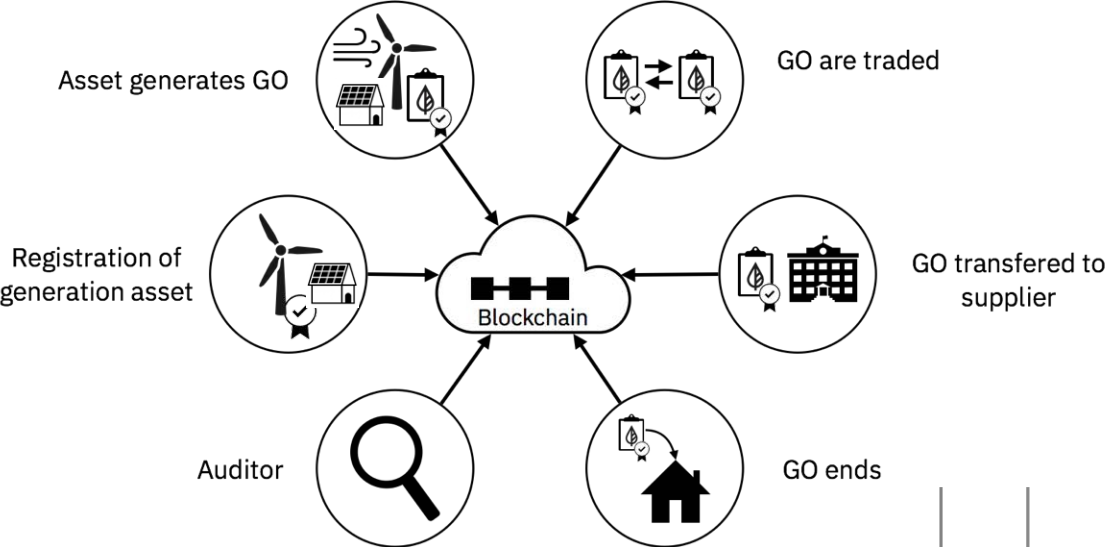 Asset generates GO
GO are traded
Registration of
generation asset
GO transfered to
supplier
Blockchain
Auditor
GO ends